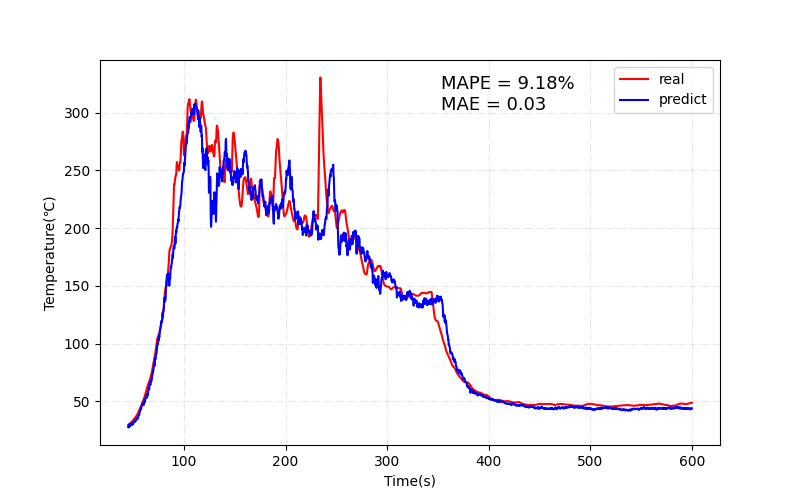 MAPE = 9.18%
MAE = 0.03
real
predict
300
250
200
150
100
50
Temperature(℃)
100
200
300
400
500
600
Time(s)